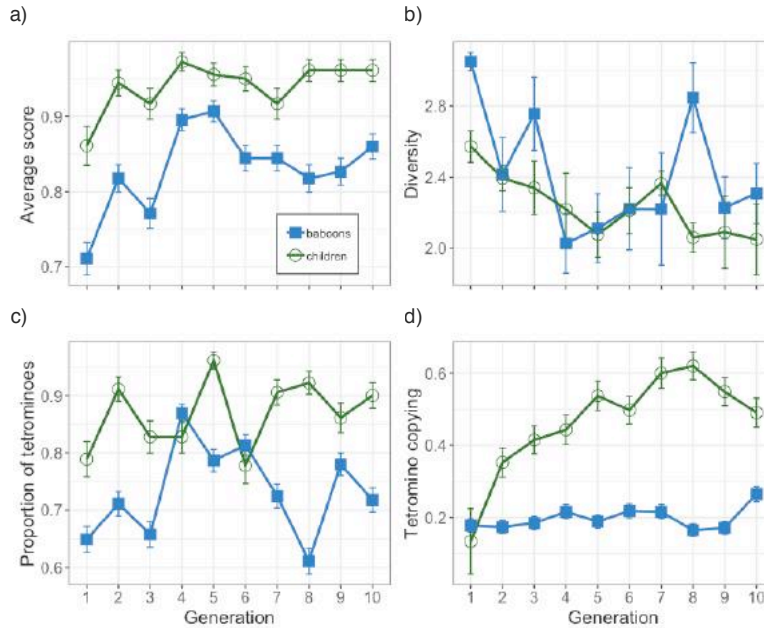 a)
b)
Average score
0.9
0.8
0.7
baboons
children
Diversity
2.8
2.4
2.0
c)
d)
Proportion of tetrominoes
0.9
0.8
0.7
0.6
1 2 3 4 5 6 7 8 9 10
Generation
Tetromino copying
0.6
0.4
0.2
1 2 3 4 5 6 7 8 9 10
Generation